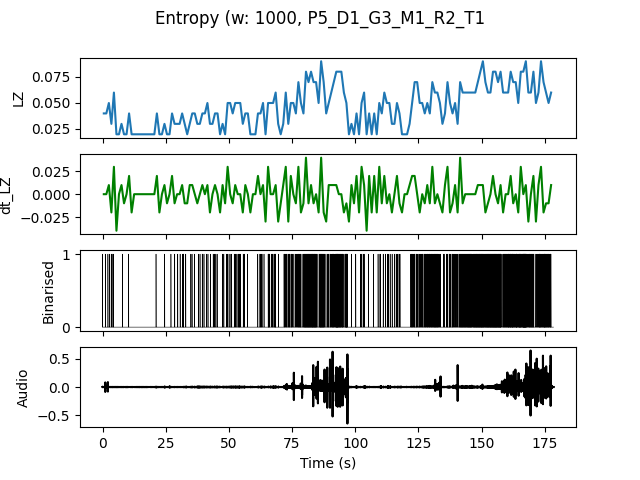 Entropy (w: 1000, P5_D1_G3_M1_R2_T1
LZ
0.075
0.050
0.025
dt_LZ
0.025
0.000
−0.025
Binarised
1
0
Audio
0.5
0.0
−0.5
0 25 50 75 100 125 150 175
Time (s)